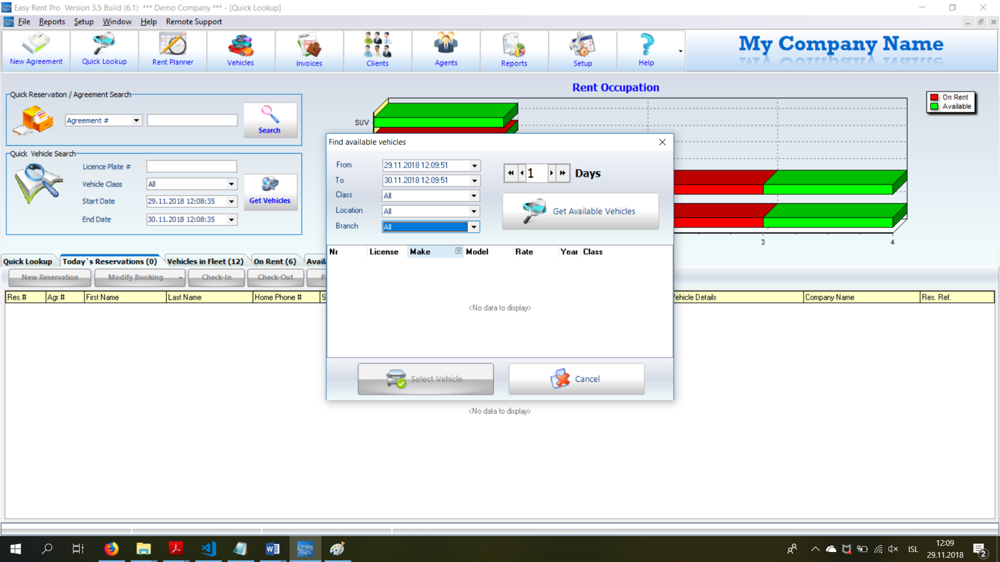 Easy Rent Pro Version 3.5 Build (6.1) *** Demo Company *** - [Quick Lookup]
File Reports Setup Window Help Remote Support
New Agreement Quick Lookup Rent Planner Vehicles Invoices Clients Agents Reports Setup Help
My Company Name
Quick Reservation / Agreement Search
Agreement #
Search
Quick Vehicle Search
Licence Plate #
Vehicle Class All
Start Date 29.11.2018 12:08:35
End Date 30.11.2018 12:08:35
Get Vehicles
Rent Occupation
On Rent
Available
SUV
3 4
Find available vehicles
From 29.11.2018 12:09:51
To 30.11.2018 12:09:51
Class All
Location All
Branch All
1 Days
Get Available Vehicles
Nr License Make Model Rate Year Class
<No data to display>
Select Vehicle Cancel
Quick Lookup Today`s Reservations (0) Vehicles in Fleet (12) On Rent (6) Avail
New Reservation Modify Booking Check-In Check-Out P
Res.# Agr.# First Name Last Name Home Phone # S ehicle Details Company Name Res. Ref.
<No data to display>
ISL
12:09
29.11.2018
2